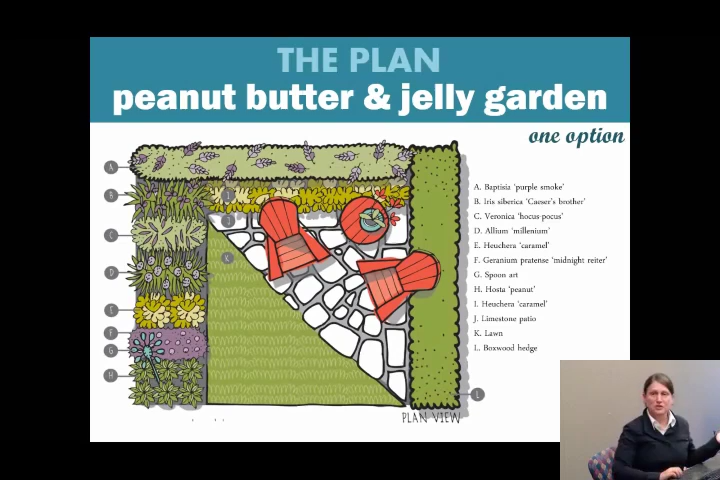 THE PLAN
peanut butter & jelly garden
one option
A. Baptisia 'purple smoke'
B. Iris siberica 'Caeser's brother'
C. Veronica 'hocus-pocus'
D. Allium 'millenium'
E. Heuchera 'caramel'
F. Geranium pratense 'midnight reiter'
G. Spoon art
H. Hosta 'peanut'
I. Heuchera 'caramel'
J. Limestone patio
K. Lawn
L. Boxwood hedge
A
B
C
D
E
F
G
H
I
J
K
L
PLAN VIEW